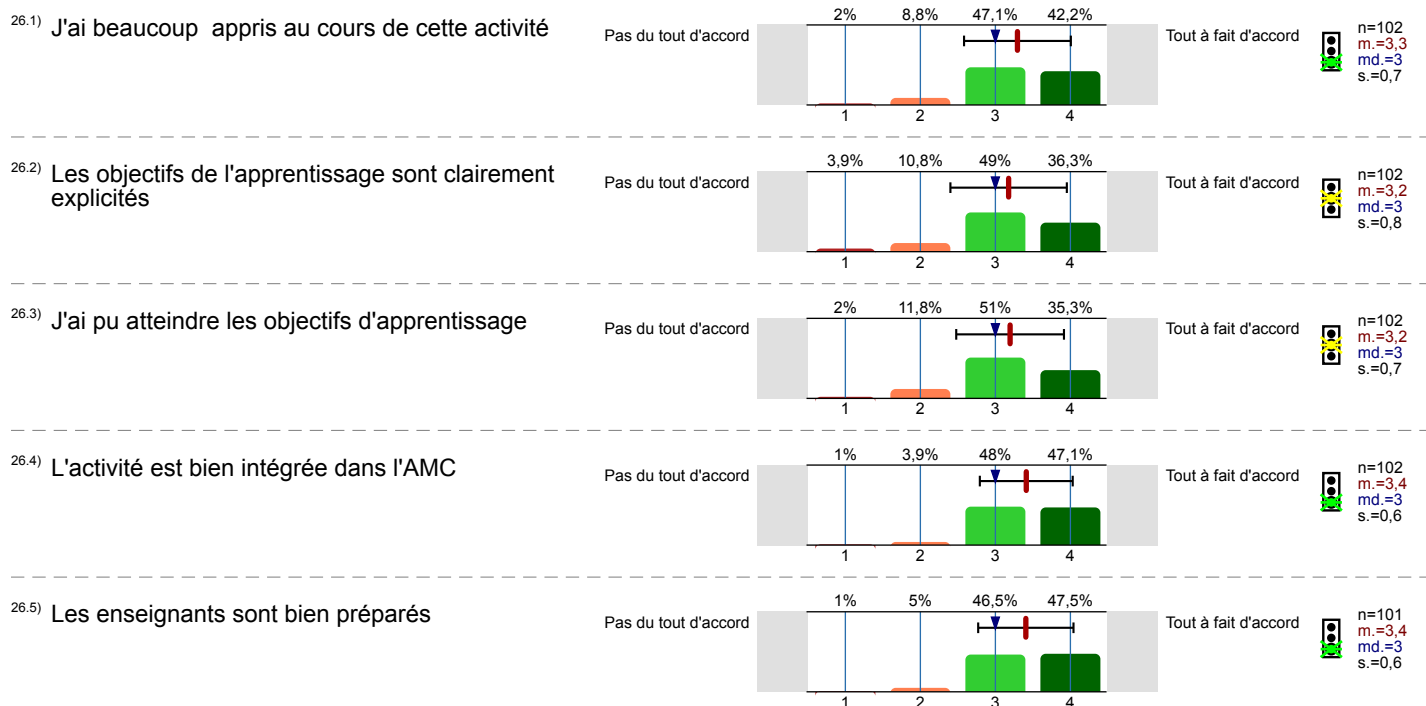 26.1) J'ai beaucoup appris au cours de cette activité
Pas du tout d'accord
2% 8,8% 47,1% 42,2%
1 2 3 4
Tout à fait d'accord
n=102
m.=3,3
md.=3
s.=0,7
26.2) Les objectifs de l'apprentissage sont clairement
explicités
Pas du tout d'accord
3,9% 10,8% 49% 36,3%
1 2 3 4
Tout à fait d'accord
n=102
m.=3,2
md.=3
s.=0,8
26.3) J'ai pu atteindre les objectifs d'apprentissage
Pas du tout d'accord
2% 11,8% 51% 35,3%
1 2 3 4
Tout à fait d'accord
n=102
m.=3,2
md.=3
s.=0,7
26.4) L'activité est bien intégrée dans l'AMC
Pas du tout d'accord
1% 3,9% 48% 47,1%
1 2 3 4
Tout à fait d'accord
n=102
m.=3,4
md.=3
s.=0,6
26.5) Les enseignants sont bien préparés
Pas du tout d'accord
1% 5% 46,5% 47,5%
1 2 3 4
Tout à fait d'accord
n=101
m.=3,4
md.=3
s.=0,6